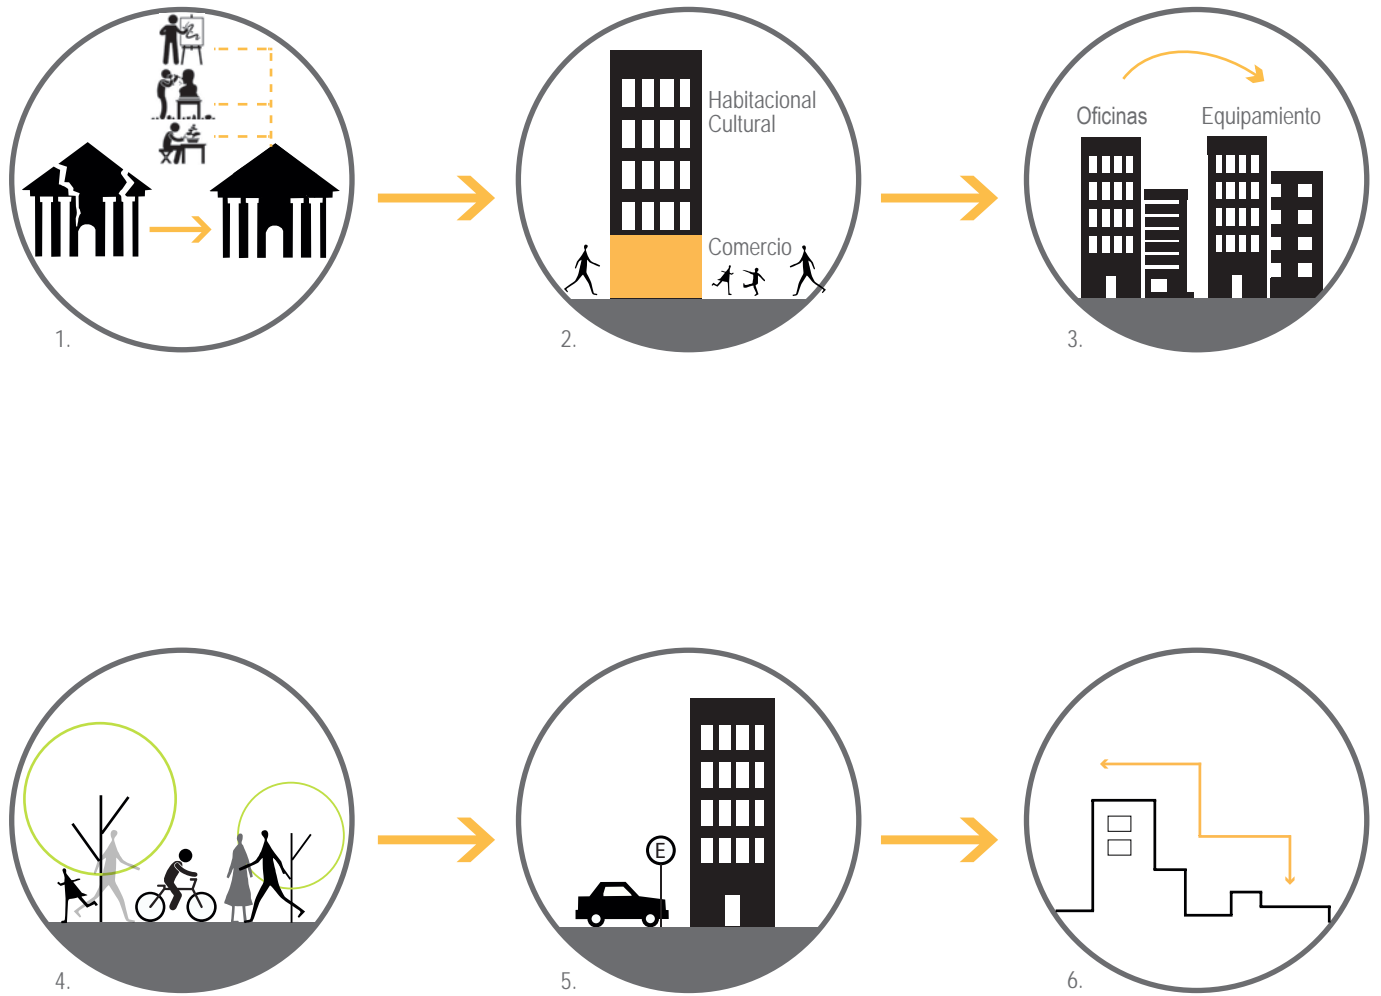 Habitacional
Cultural
Comercio
Oficinas
Equipamiento
1.
2.
3.
E
4.
5.
6.